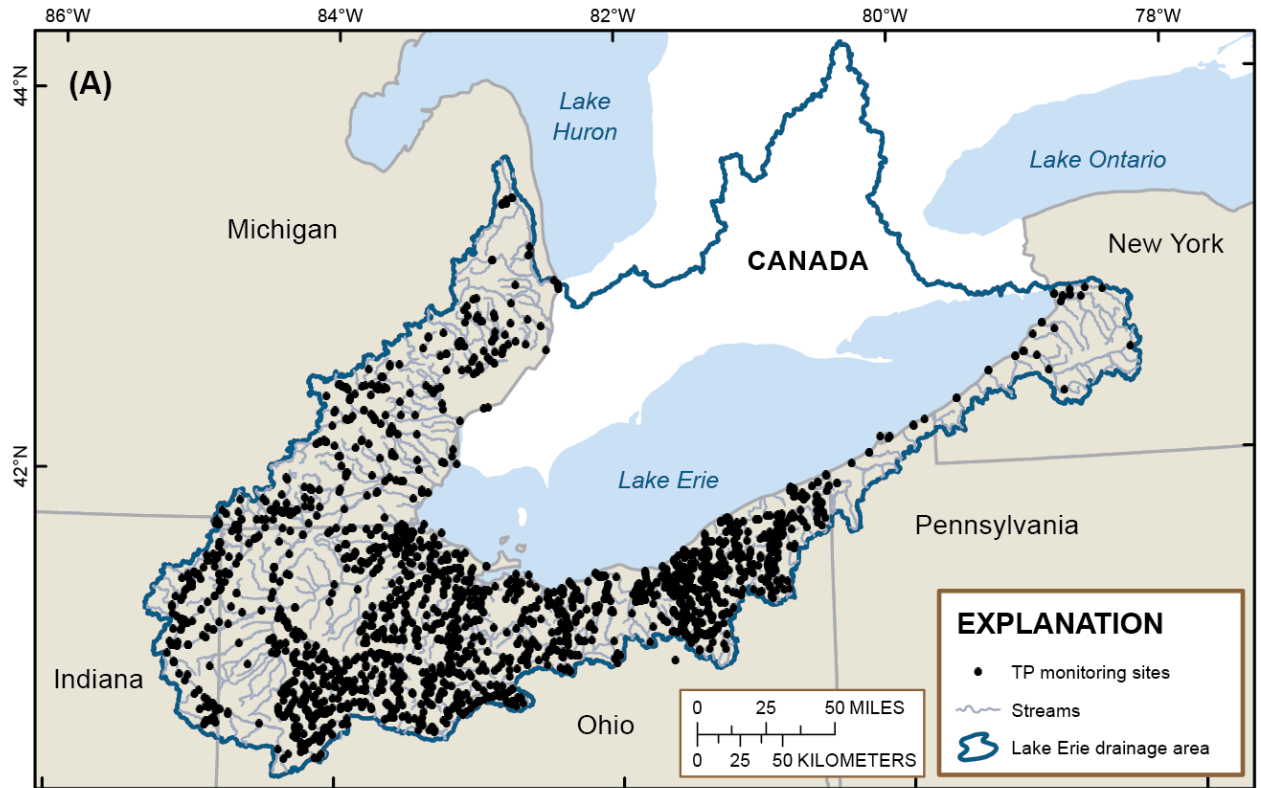 86°W
84°W
82°W
80°W
78°W
44°N
(A)
Lake
Huron
Lake Ontario
Michigan
New York
CANADA
42°N
Lake Erie
Pennsylvania
EXPLANATION
TP monitoring sites
Streams
Lake Erie drainage area
Indiana
Ohio
0 25 50 MILES
0 25 50 KILOMETERS